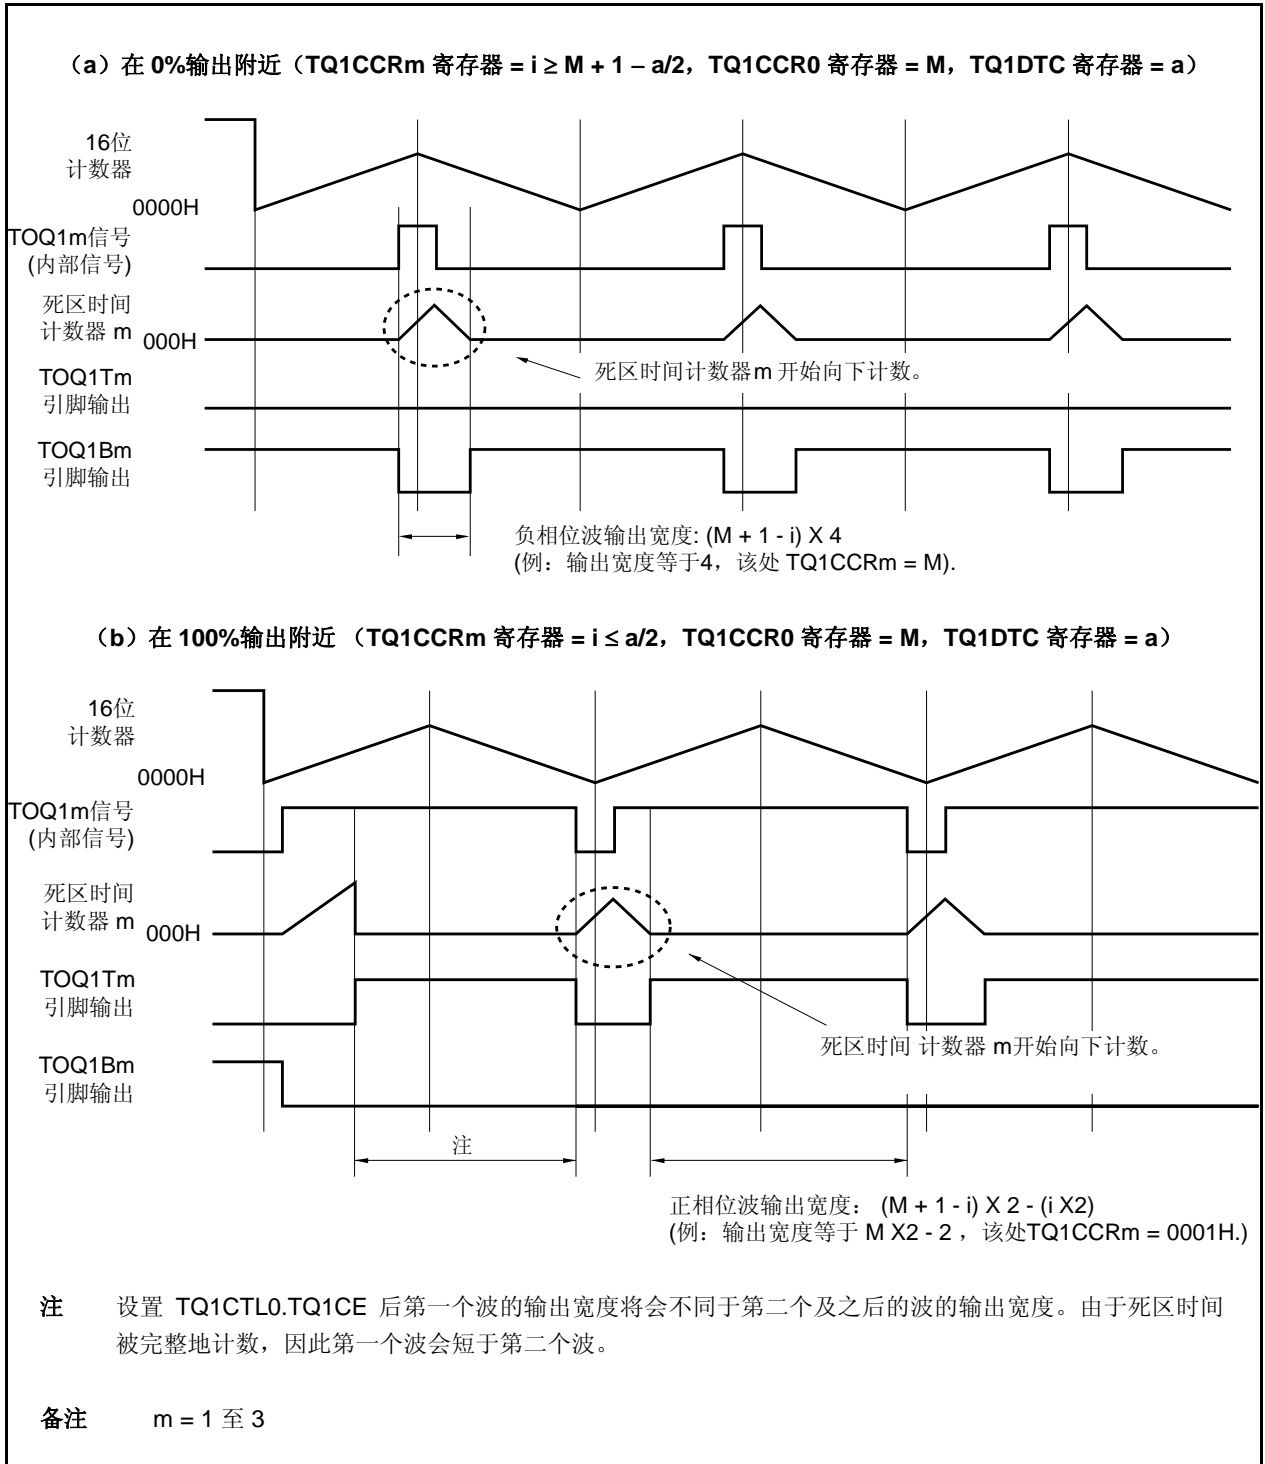 （a）在 0%输出附近（TQ1CCRm 寄存器 = i ≥ M + 1 – a/2，TQ1CCR0 寄存器 = M，TQ1DTC 寄存器 = a）
16位
计数器
0000H
TOQ1m信号
(内部信号)
死区时间
计数器 m
000H
死区时间计数器m 开始向下计数。
TOQ1Tm
引脚输出
TOQ1Bm
引脚输出
负相位波输出宽度: (M + 1 - i) X 4
(例：输出宽度等于4，该处 TQ1CCRm = M).
（b）在 100%输出附近 （TQ1CCRm 寄存器 = i ≤ a/2，TQ1CCR0 寄存器 = M，TQ1DTC 寄存器 = a）
16位
计数器
0000H
TOQ1m信号
(内部信号)
死区时间
计数器 m
000H
TOQ1Tm
引脚输出
死区时间 计数器 m开始向下计数。
TOQ1Bm
引脚输出
注
正相位波输出宽度： (M + 1 - i) X 2 - (i X2)
(例：输出宽度等于 M X2 - 2 ，该处TQ1CCRm = 0001H.)
注 设置 TQ1CTL0.TQ1CE 后第一个波的输出宽度将会不同于第二个及之后的波的输出宽度。由于死区时间
被完整地计数，因此第一个波会短于第二个波。
备注 m = 1 至 3